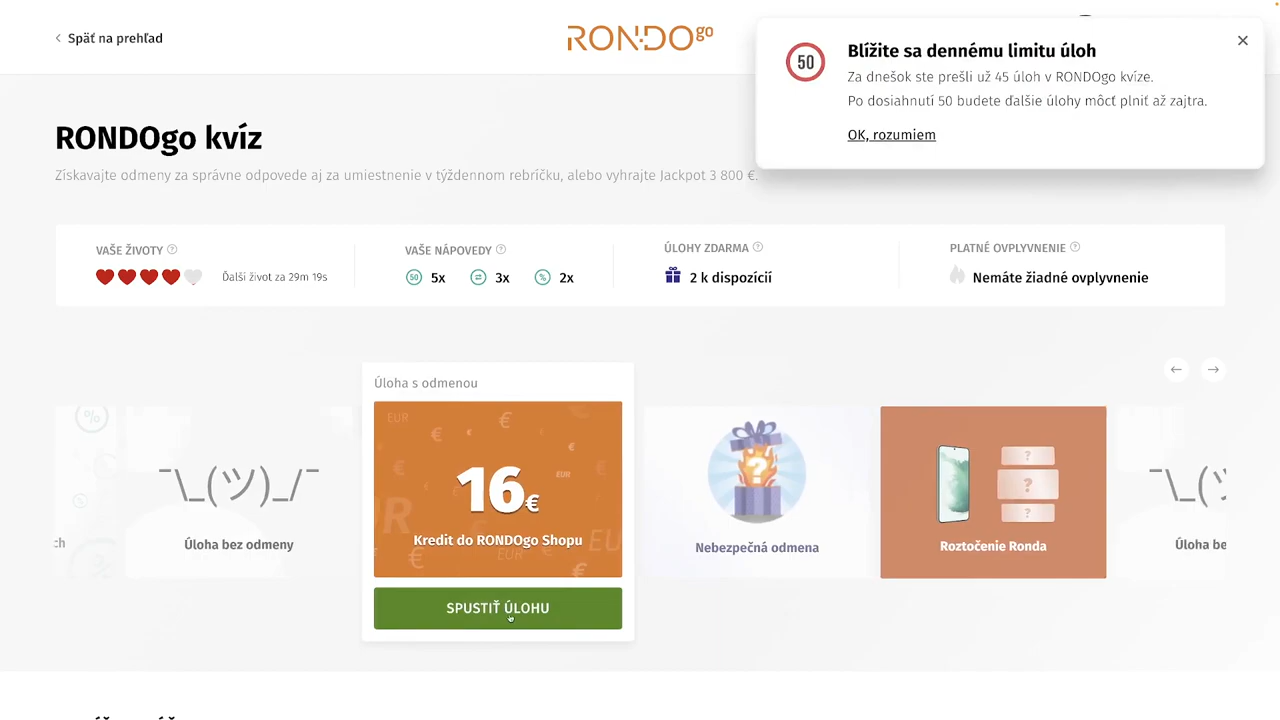 Späť na prehľad
RONDOgo
50
Blížite sa dennému limitu úloh
Za dnešok ste prešli už 45 úloh v RONDOgo kvíze.
Po dosiahnutí 50 budete ďalšie úlohy môcť plniť až zajtra.
OK, rozumiem
RONDOgo kvíz
Získavajte odmeny za správne odpovede aj za umiestnenie v týždennom rebríčku, alebo vyhrajte Jackpot 3 800 €.
VAŠE ŽIVOTY ?
Ďalší život za 29m 19s
VAŠE NÁPOVEDY ?
50 5x 3x % 2x
ÚLOHY ZDARMA ?
2 k dispozícií
PLATNÉ OVPLYVNENIE ?
Nemáte žiadné ovplyvnenie
ch
¯\_(ツ)_/¯
Úloha bez odmeny
Úloha s odmenou
EUR
16€
Kredit do RONDOgo Shopu
SPUSTIŤ ÚLOHU
?
Nebezpečná odmena
?
?
?
Roztočenie Ronda
Úloha be